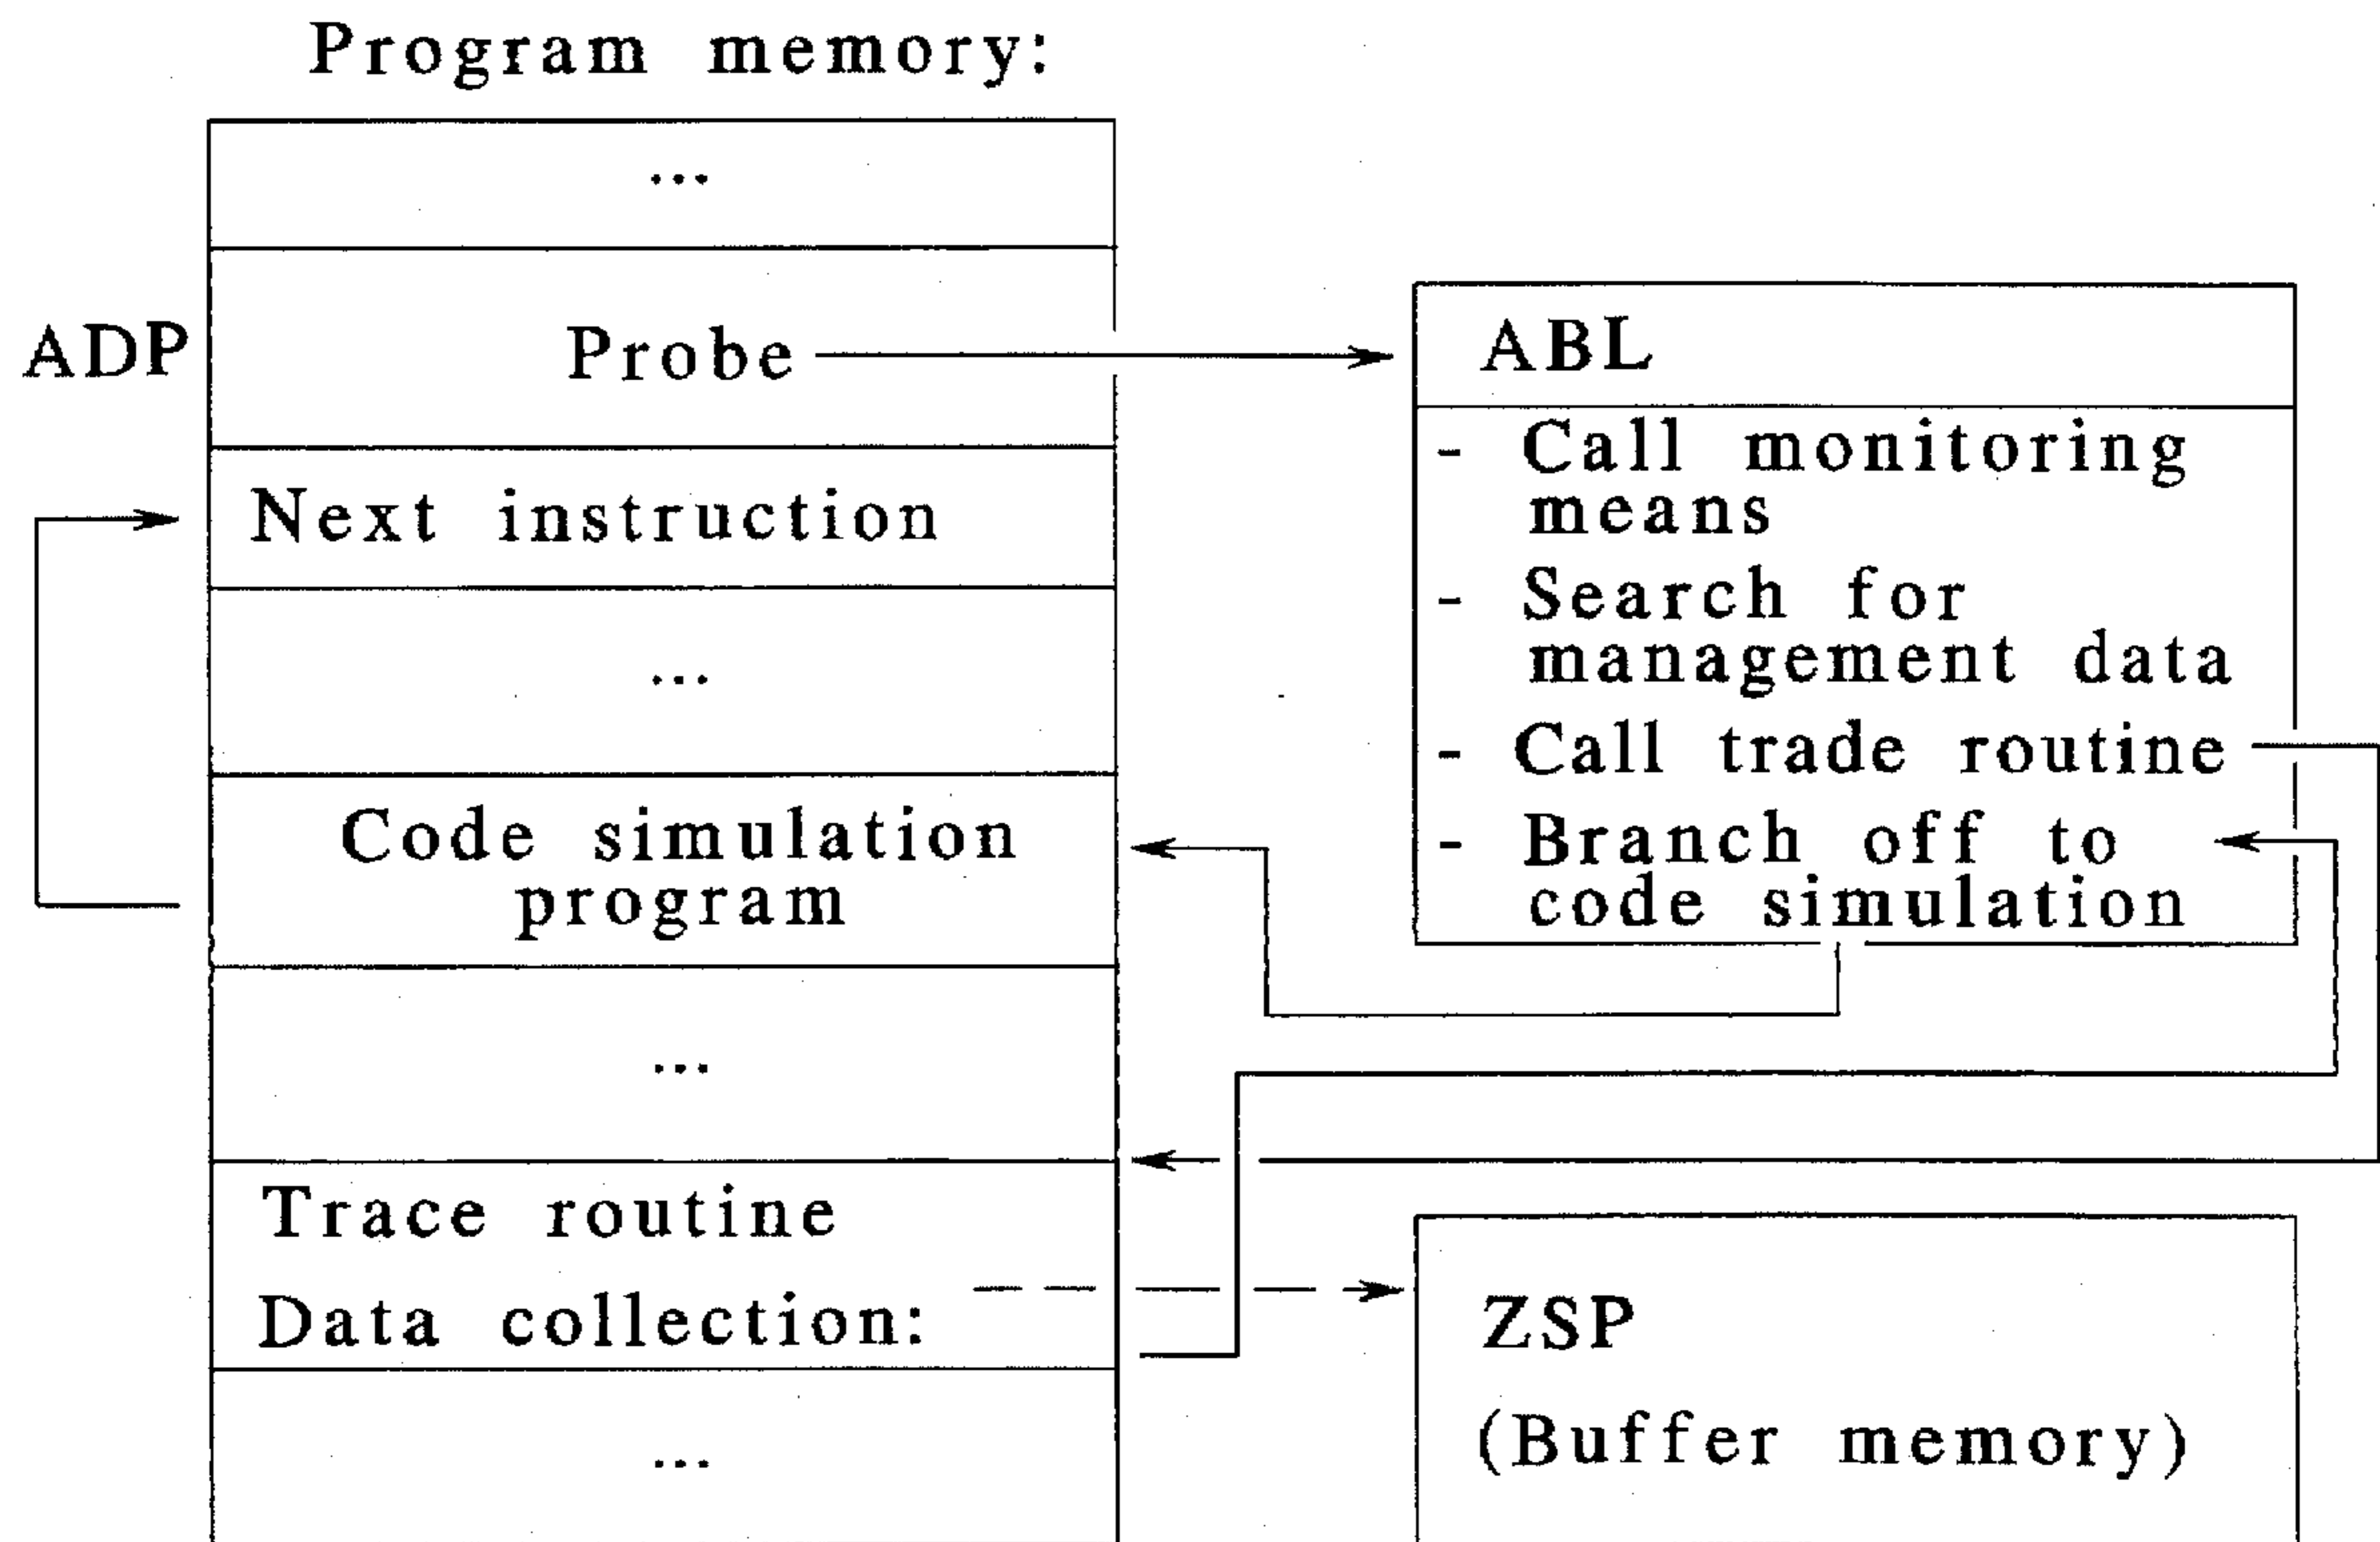 Program memory:
...
ADP
Probe
Next instruction
...
Code simulation
program
...
Trace routine
Data collection:
...
ABL
- Call monitoring
means
- Search for
management data
- Call trade routine
- Branch off to
code simulation
ZSP
(Buffer memory)